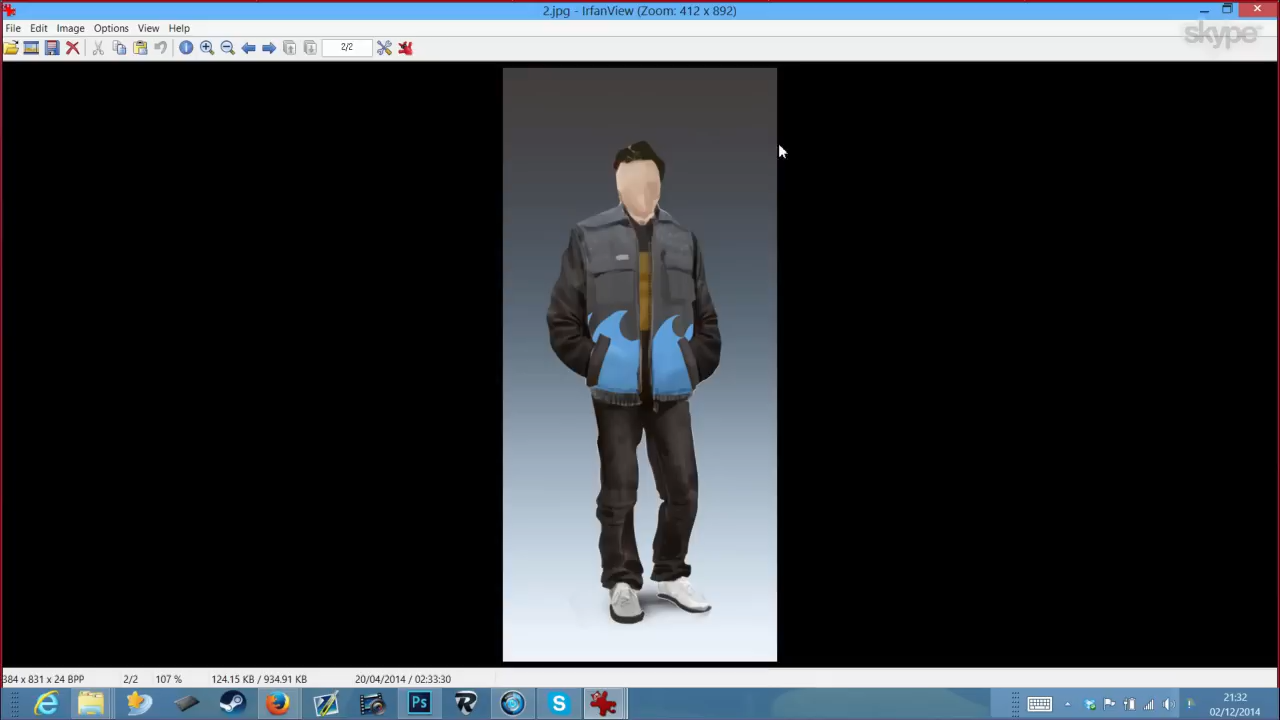 2.jpg - IrfanView (Zoom: 412 x 892)
skype™
File Edit Image Options View Help
2/2
384 x 831 x 24 BPP 2/2 107 % 124.15 KB / 934.91 KB 20/04/2014 / 02:33:30
Ps
21:32
02/12/2014